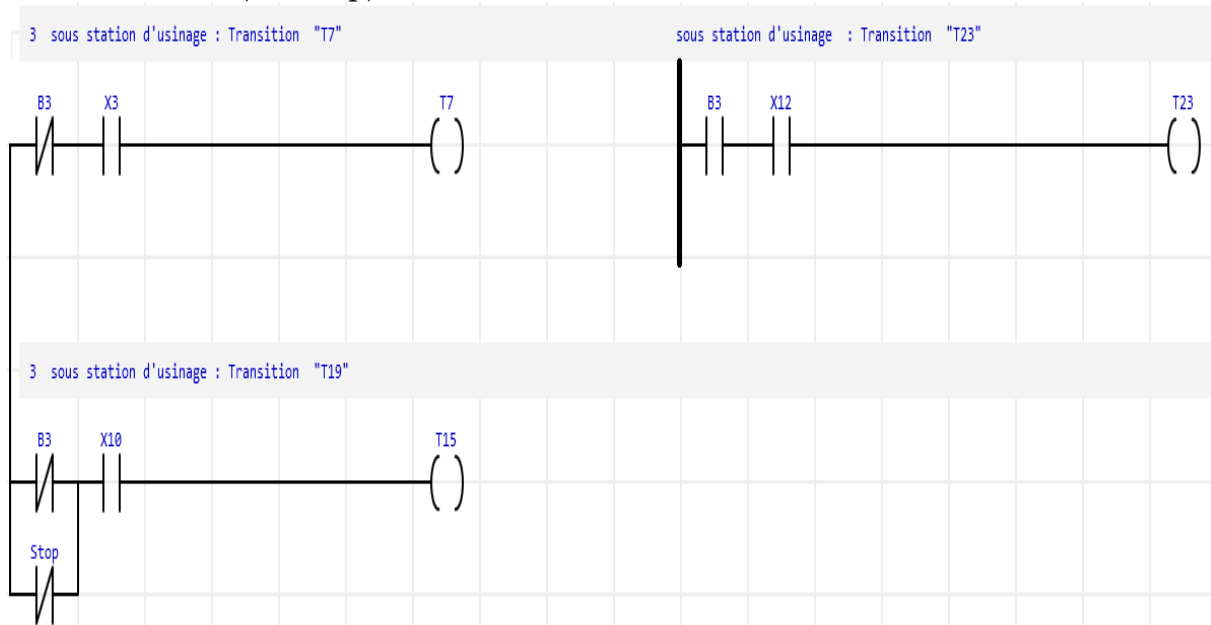 3 sous station d'usinage : Transition "T7"
sous station d'usinage : Transition "T23"
B3 X3 T7
B3 X12 T23
3 sous station d'usinage : Transition "T19"
B3 X10 T15
Stop